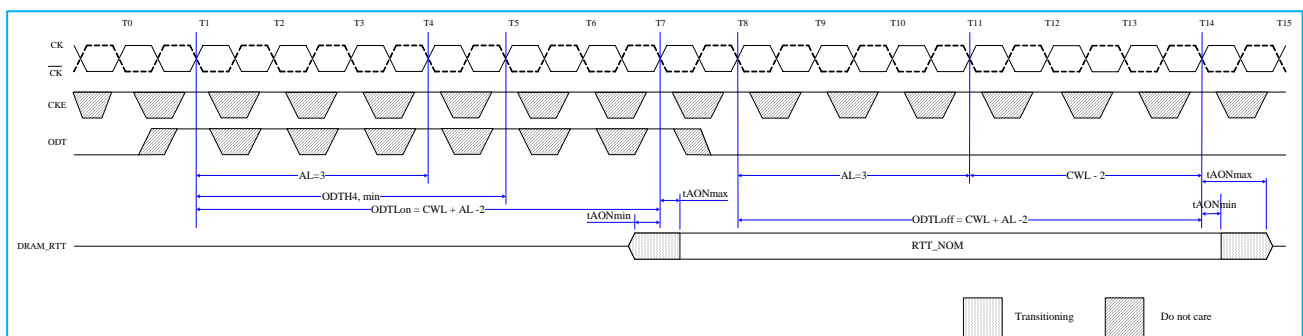 T0 T1 T2 T3 T4 T5 T6 T7 T8 T9 T10 T11 T12 T13 T14 T15
CK
CK
CKE
ODT
AL=3
AL=3
CWL - 2
tAONmax
ODTH4, min
tAONmax
ODTLon = CWL + AL -2
tAONmin
tAONmin
ODTLoff = CWL + AL -2
DRAM_RTT
RTT_NOM
Transitioning
Do not care